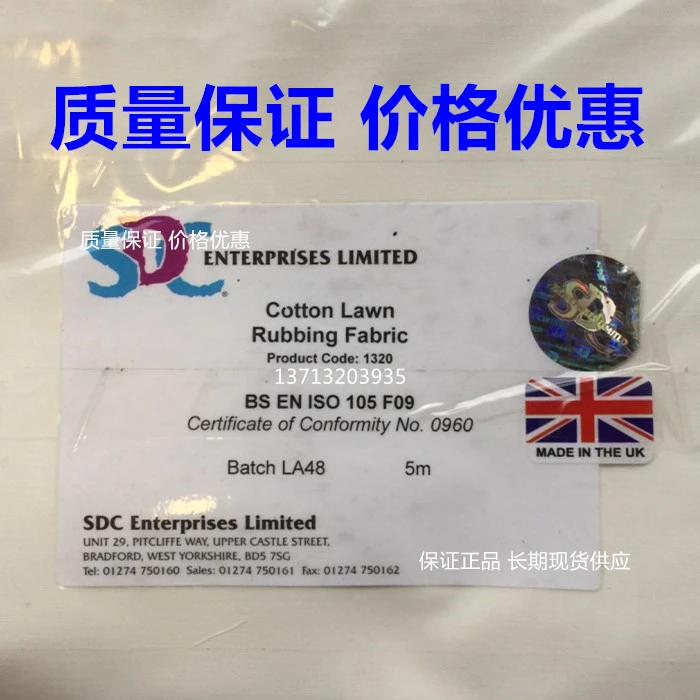 质量保证 价格优惠
质量保证 价格优惠
SDC ENTERPRISES LIMITED
®
Cotton Lawn
Rubbing Fabric
Product Code: 1320
13713203935
BS EN ISO 105 F09
Certificate of Conformity No. 0960
Batch LA48 5m
SDC
MADE IN THE UK
SDC Enterprises Limited
UNIT 29, PITCLIFFE WAY, UPPER CASTLE STREET,
BRADFORD, WEST YORKSHIRE, BD5 7SG
Tel: 01274 750160 Sales: 01274 750161 Fax: 01274 750162
保证正品 长期现货供应